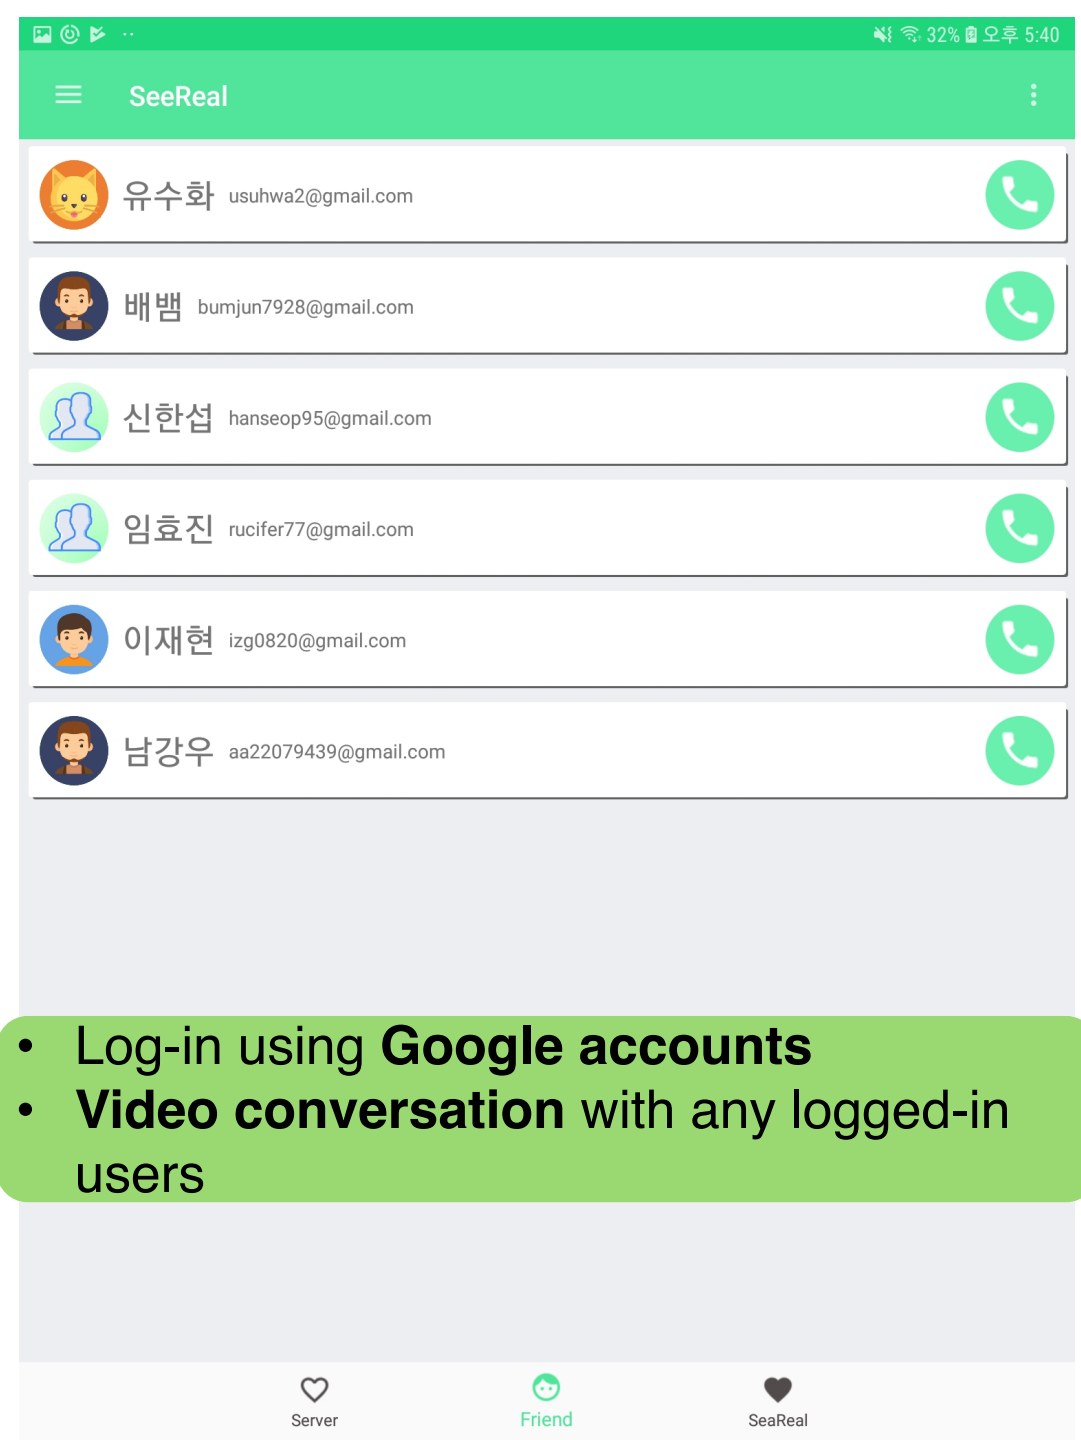 32% 오후 5:40
SeeReal
유수화 usuhwa2@gmail.com
배뱀 bumjun7928@gmail.com
신한섭 hanseop95@gmail.com
임효진 rucifer77@gmail.com
이재현 izg0820@gmail.com
남강우 aa22079439@gmail.com
• Log-in using Google accounts
• Video conversation with any logged-in
users
Server Friend SeaReal